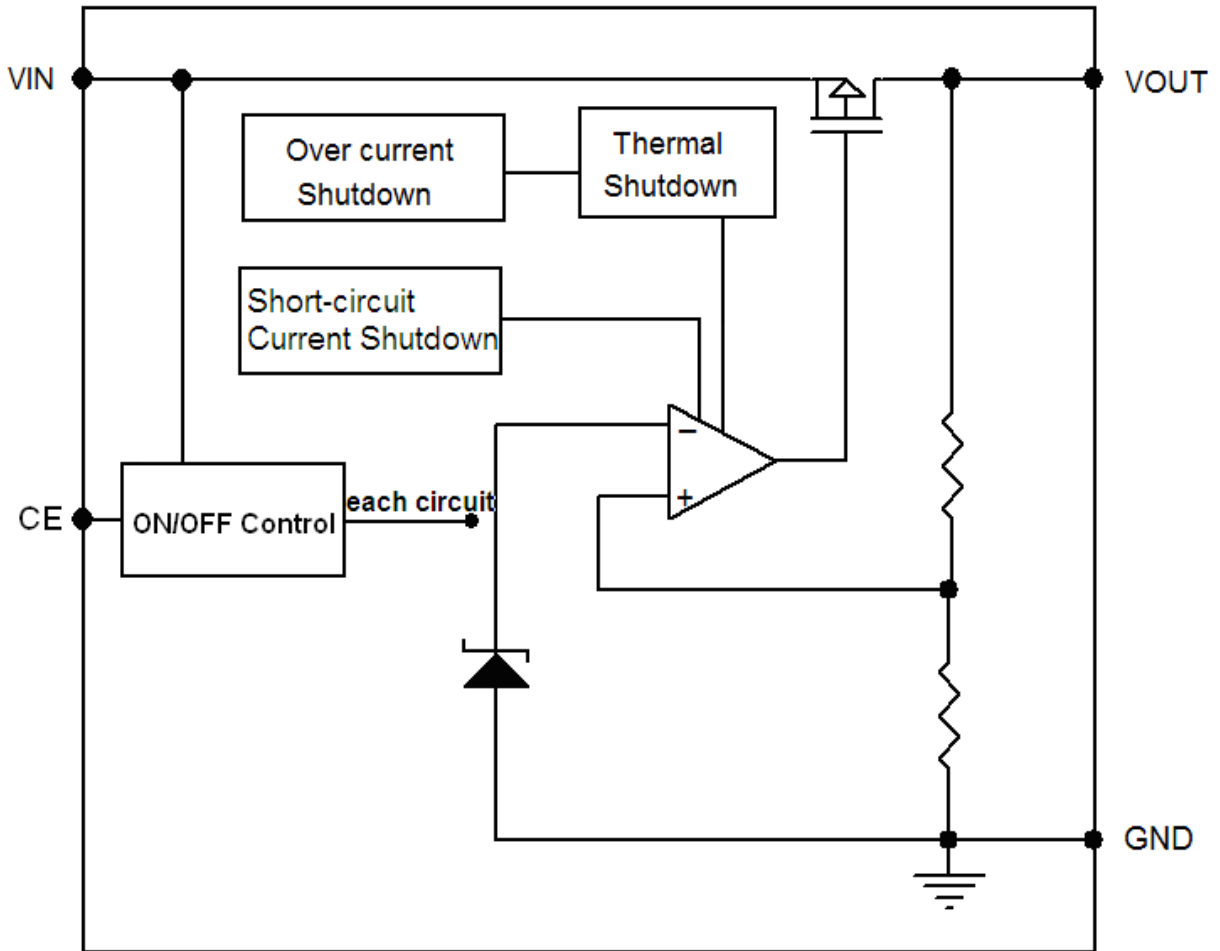 VIN
VOUT
Over current
Shutdown
Thermal
Shutdown
Short-circuit
Current Shutdown
−
+
each circuit
CE
ON/OFF Control
GND